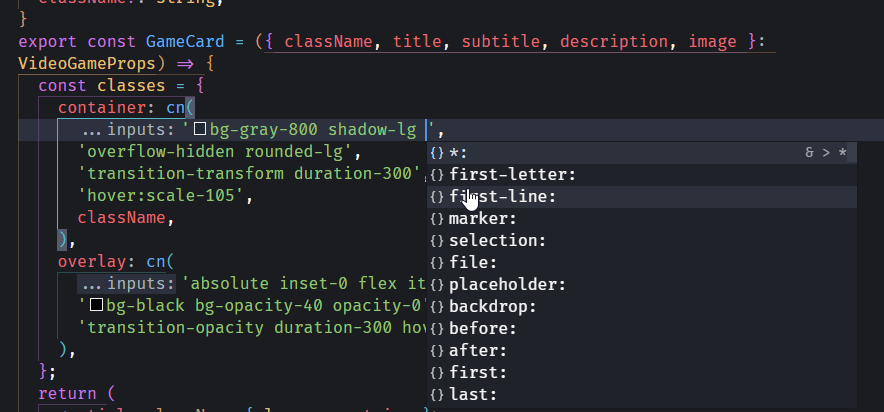 className?: string;
}
export const GameCard = ({ className, title, subtitle, description, image }:
VideoGameProps) => {
const classes = {
container: cn(
...inputs: 'bg-gray-800 shadow-lg ',
'overflow-hidden rounded-lg',
'transition-transform duration-300',
'hover:scale-105',
className,
),
overlay: cn(
...inputs: 'absolute inset-0 flex it
'bg-black bg-opacity-40 opacity-0'
'transition-opacity duration-300 hov
),
};
return (
{} *: & > *
{} first-letter:
{} first-line:
{} marker:
{} selection:
{} file:
{} placeholder:
{} backdrop:
{} before:
{} after:
{} first:
{} last: